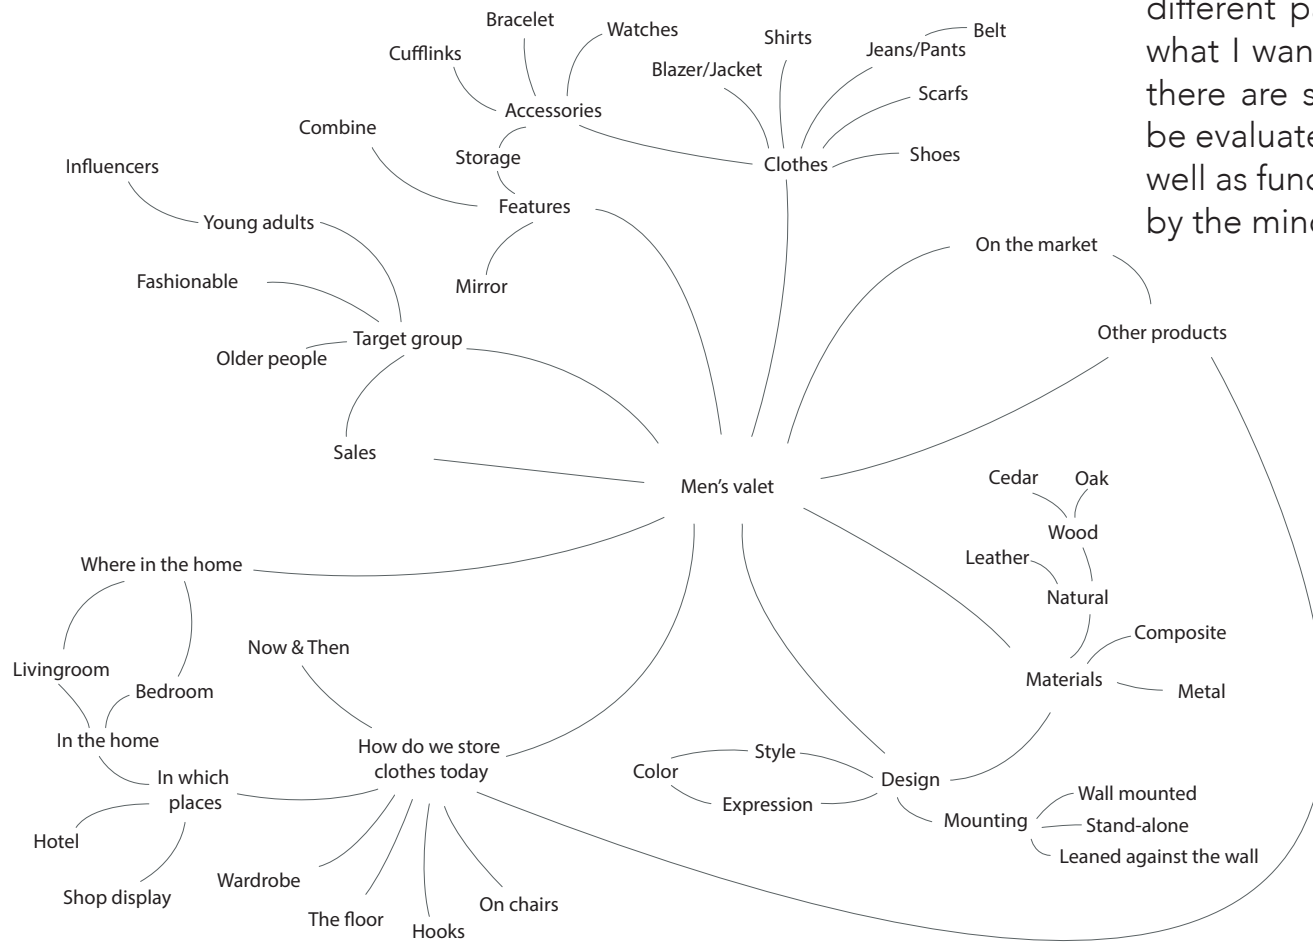 different p
what I wan
there are s
be evaluate
well as func
by the mind
Bracelet
Watches
Cufflinks
Accessories
Shirts
Blazer/Jacket
Belt
Jeans/Pants
Scarfs
Shoes
Clothes
Combine
Storage
Features
Mirror
Influencers
Young adults
Fashionable
Target group
Older people
Sales
On the market
Other products
Men's valet
Cedar
Oak
Wood
Leather
Natural
Composite
Materials
Metal
Where in the home
Livingroom
Bedroom
In the home
Now & Then
How do we store
clothes today
In which
places
Hotel
Shop display
Wardrobe
The floor
Hooks
On chairs
Style
Color
Expression
Design
Mounting
Wall mounted
Stand-alone
Leaned against the wall